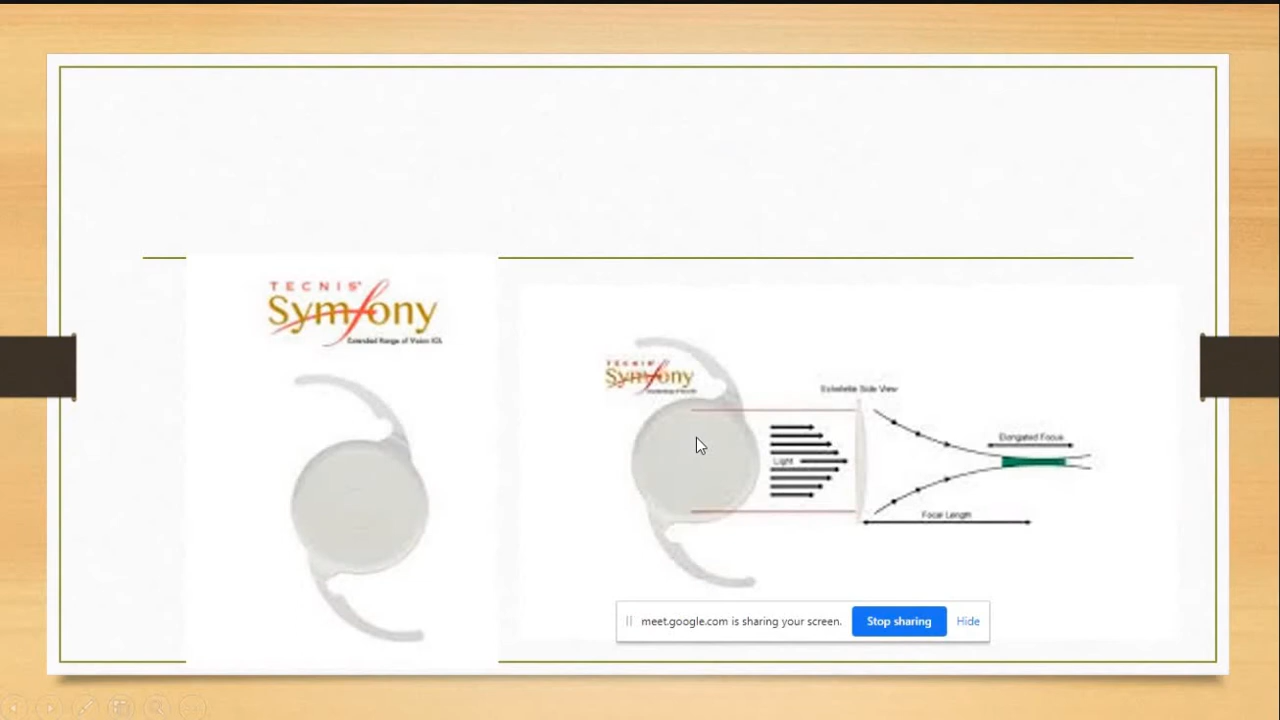 TECNIS®
Symfony
Extended Range of Vision IOL
TECNIS®
Symfony
Echelette Side View
Light
Elongated Focus
Focal Length
meet.google.com is sharing your screen.
Stop sharing
Hide